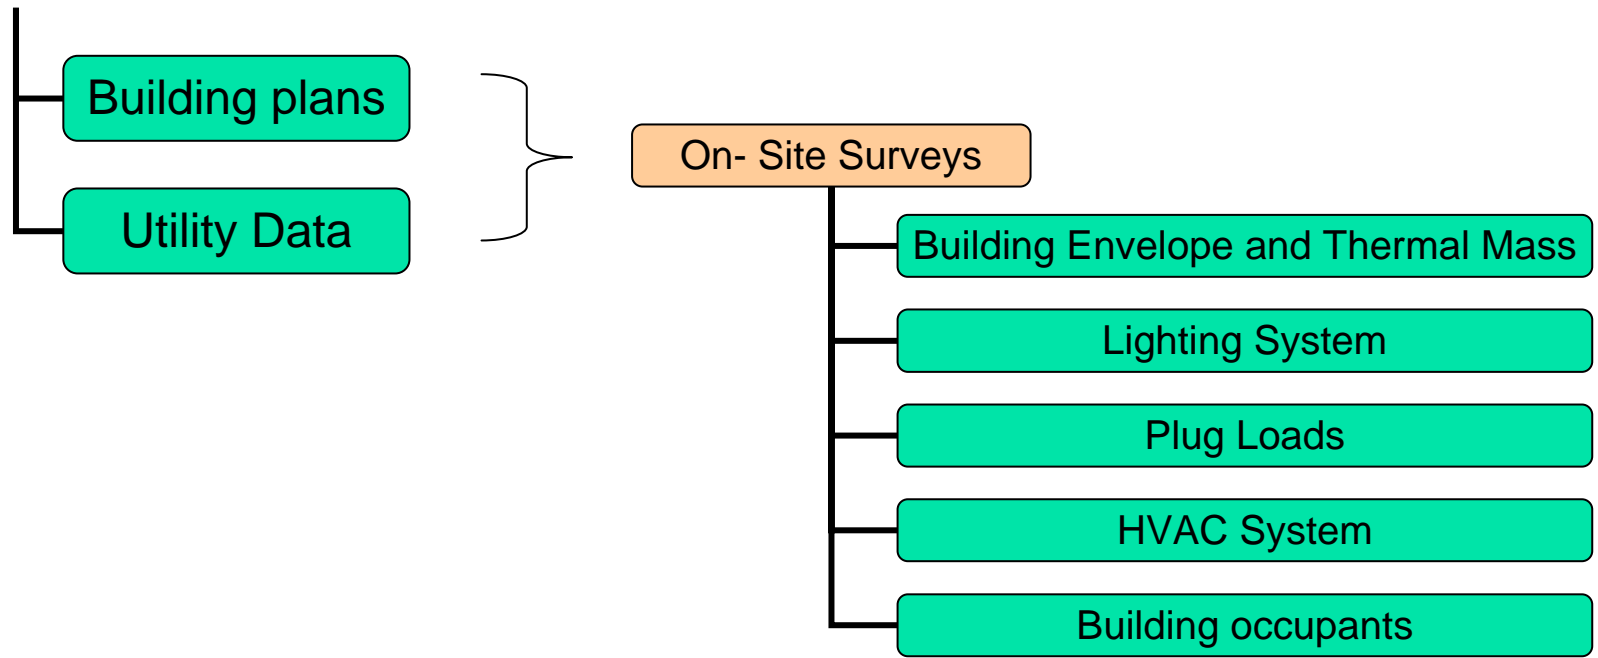 Building plans
Utility Data
On- Site Surveys
Building Envelope and Thermal Mass
Lighting System
Plug Loads
HVAC System
Building occupants